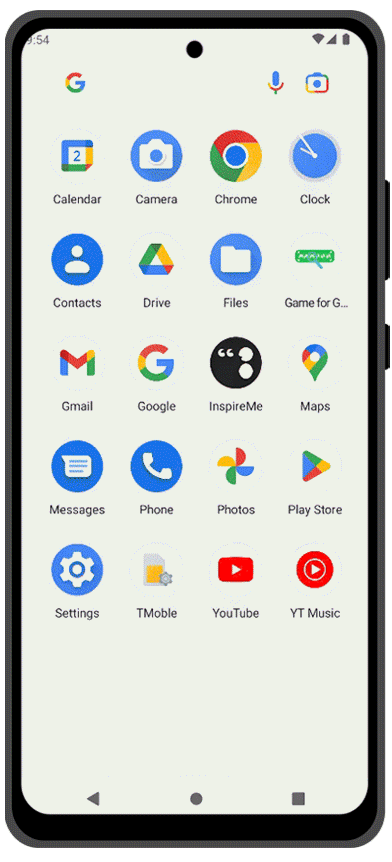 9:54
Calendar Camera Chrome Clock
Contacts Drive Files Game for G...
Gmail Google InspireMe Maps
Messages Phone Photos Play Store
Settings TMoble YouTube YT Music